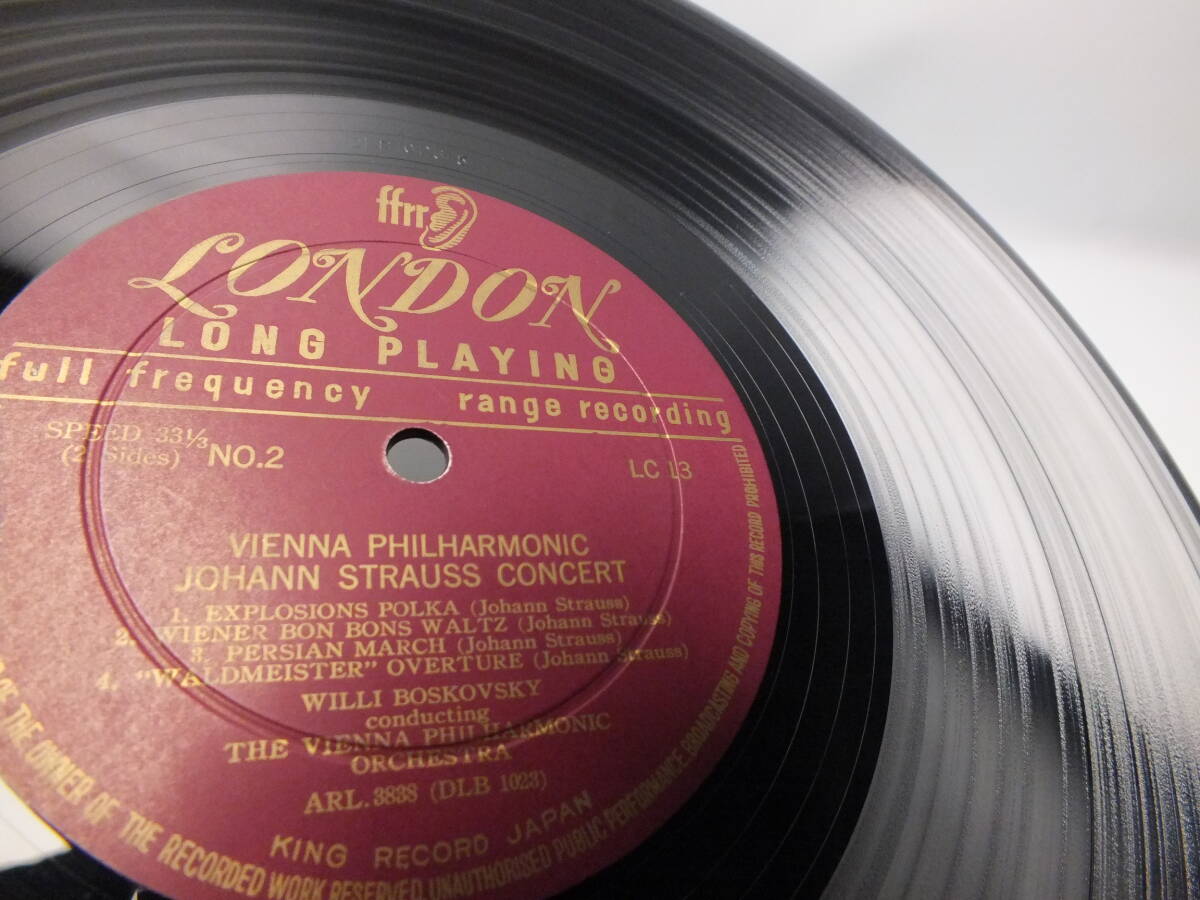 ffrr
LONDON
LONG PLAYING
full frequency range recording
SPEED 33⅓
(2 Sides) NO.2
LC 13
VIENNA PHILHARMONIC
JOHANN STRAUSS CONCERT
1. EXPLOSIONS POLKA (Johann Strauss)
2. WIENER BON BONS WALTZ (Johann Strauss)
3. PERSIAN MARCH (Johann Strauss)
4. "WALDMEISTER" OVERTURE (Johann Strauss)
WILLI BOSKOVSKY
conducting
THE VIENNA PHILHARMONIC
ORCHESTRA
ARL.3838 (DLB 1023)
KING RECORD JAPAN
OF THE OWNER OF THE RECORDED WORK RESERVED. UNAUTHORISED PUBLIC PERFORMANCE, BROADCASTING AND COPYING OF THIS RECORD PROHIBITED